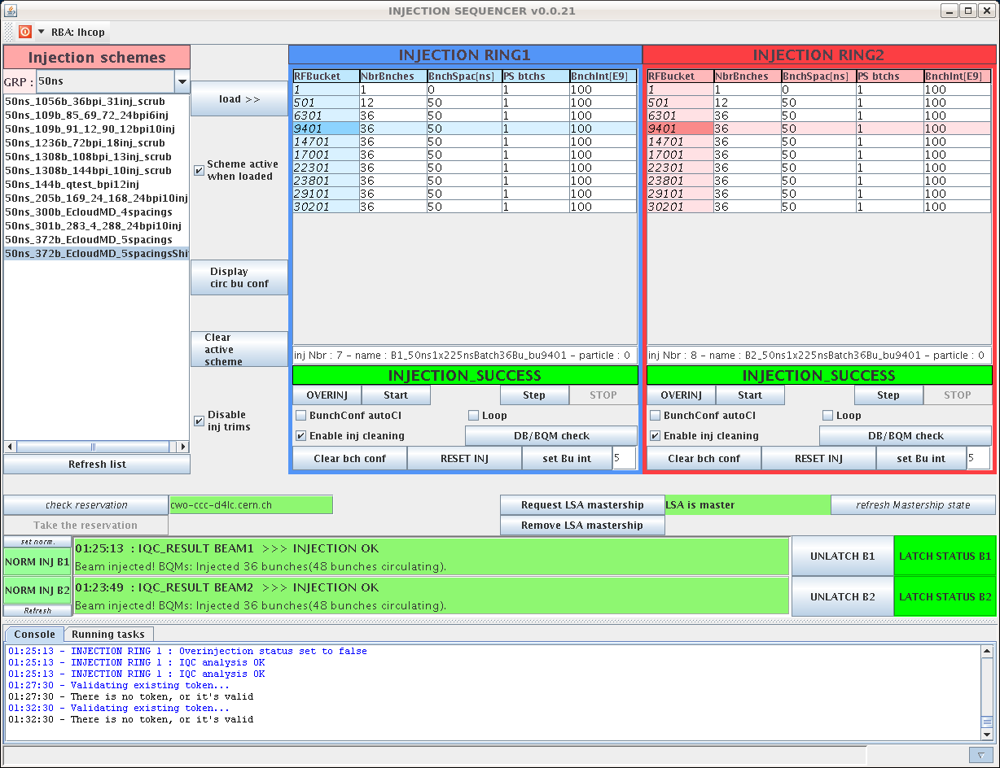 INJECTION SEQUENCER v0.0.21
RBA: lhcop
Injection schemes
GRP : 50ns
50ns_1056b_36bpi_31inj_scrub
50ns_109b_85_69_72_24bpi6inj
50ns_109b_91_12_90_12bpi10inj
50ns_1236b_72bpi_18inj_scrub
50ns_1308b_108bpi_13inj_scrub
50ns_1308b_144bpi_10inj_scrub
50ns_144b_qtest_bpi12inj
50ns_205b_169_24_168_24bpi10inj
50ns_300b_EcloudMD_4spacings
50ns_301b_283_4_288_24bpi10inj
50ns_372b_EcloudMD_5spacings
50ns_372b_EcloudMD_5spacingsShi
Refresh list
load >>
Scheme active
when loaded
Display
circ bu conf
Clear
active
scheme
Disable
inj trims
INJECTION RING1
RFBucket NbrBnches BnchSpac[ns] PS btchs BnchInt[E9]
1 1 0 1 100
501 12 50 1 100
6301 36 50 1 100
9401 36 50 1 100
14701 36 50 1 100
17001 36 50 1 100
22301 36 50 1 100
23801 36 50 1 100
29101 36 50 1 100
30201 36 50 1 100
inj Nbr : 7 - name : B1_50ns1x225nsBatch36Bu_bu9401 - particle : 0
INJECTION_SUCCESS
OVERINJ Start Step STOP
BunchConf autoCl Loop
Enable inj cleaning DB/BQM check
Clear bch conf RESET INJ set Bu int 5
INJECTION RING2
RFBucket NbrBnches BnchSpac[ns] PS btchs BnchInt[E9]
1 1 0 1 100
501 12 50 1 100
6301 36 50 1 100
9401 36 50 1 100
14701 36 50 1 100
17001 36 50 1 100
22301 36 50 1 100
23801 36 50 1 100
29101 36 50 1 100
30201 36 50 1 100
inj Nbr : 8 - name : B2_50ns1x225nsBatch36Bu_bu9401 - particle : 0
INJECTION_SUCCESS
OVERINJ Start Step STOP
BunchConf autoCl Loop
Enable inj cleaning DB/BQM check
Clear bch conf RESET INJ set Bu int 5
check reservation cwo-ccc-d4lc.cern.ch Request LSA mastership LSA is master refresh Mastership state
Take the reservation Remove LSA mastership
set norm.
NORM INJ B1
01:25:13 : IQC_RESULT BEAM1 >>> INJECTION OK
Beam injected! BQMs: Injected 36 bunches(48 bunches circulating).
UNLATCH B1 LATCH STATUS B1
NORM INJ B2
Refresh
01:23:49 : IQC_RESULT BEAM2 >>> INJECTION OK
Beam injected! BQMs: Injected 36 bunches(48 bunches circulating).
UNLATCH B2 LATCH STATUS B2
Console Running tasks
01:25:13 - INJECTION RING 1 : Overinjection status set to false
01:25:13 - INJECTION RING 1 : IQC analysis OK
01:25:13 - INJECTION RING 1 : IQC analysis OK
01:27:30 - Validating existing token...
01:27:30 - There is no token, or it's valid
01:32:30 - Validating existing token...
01:32:30 - There is no token, or it's valid